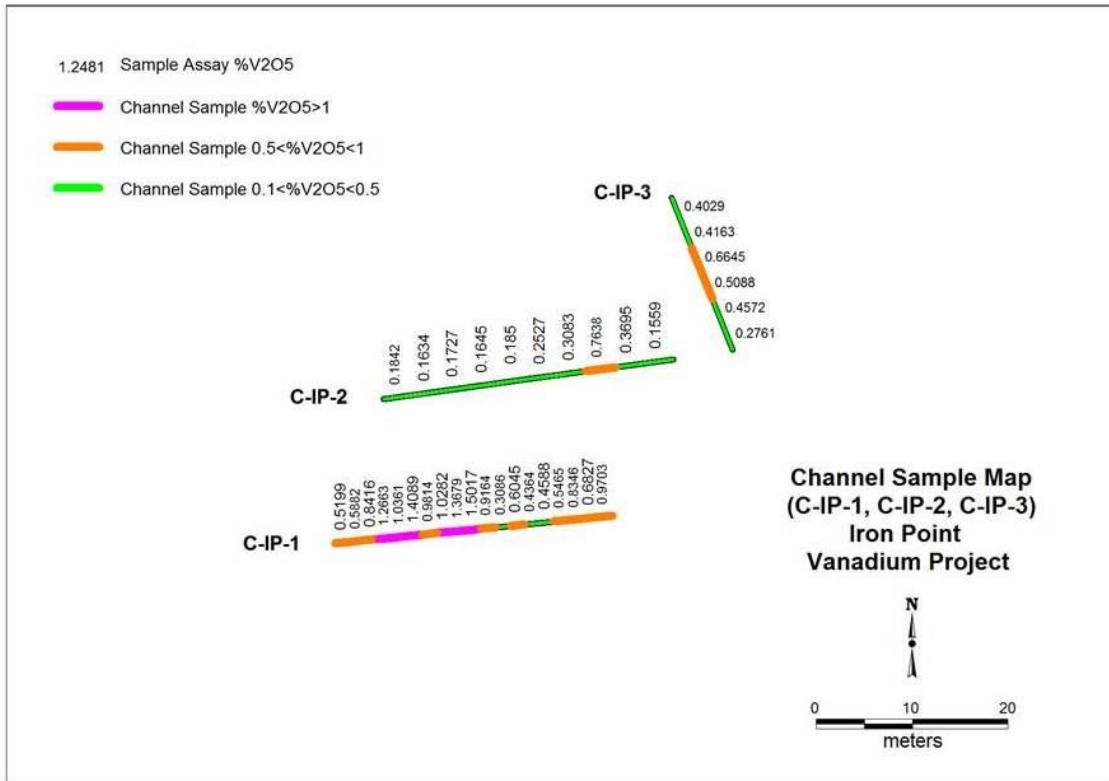 1.2481 Sample Assay %V2O5
Channel Sample %V2O5>1
Channel Sample 0.5<%V2O5<1
Channel Sample 0.1<%V2O5<0.5
C-IP-3
0.4029
0.4163
0.6645
0.5088
0.4572
0.2761
C-IP-2
0.1842
0.1634
0.1727
0.1645
0.185
0.2527
0.3083
0.7638
0.3695
0.1559
C-IP-1
0.5199
0.5882
0.8416
1.2663
1.0361
1.4089
0.9814
1.0282
1.3679
1.5017
0.9164
0.3086
0.6045
0.4364
0.4588
0.5465
0.8346
0.6827
0.9703
Channel Sample Map
(C-IP-1, C-IP-2, C-IP-3)
Iron Point
Vanadium Project
N
0 10 20
meters